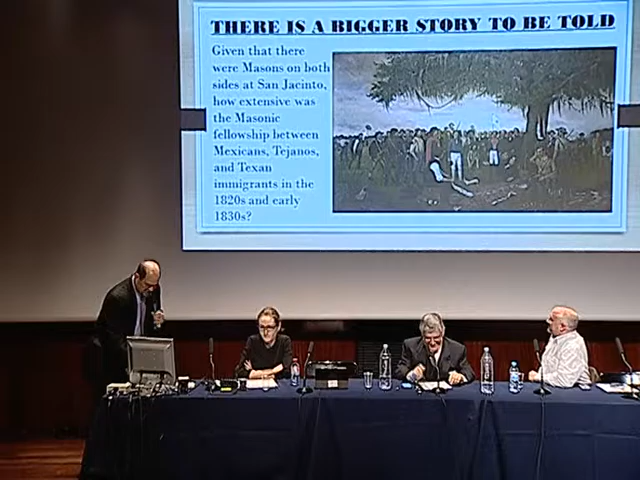 THERE IS A BIGGER STORY TO BE TOLD
Given that there
were Masons on both
sides at San Jacinto,
how extensive was
the Masonic
fellowship between
Mexicans, Tejanos,
and Texan
immigrants in the
1820s and early
1830s?